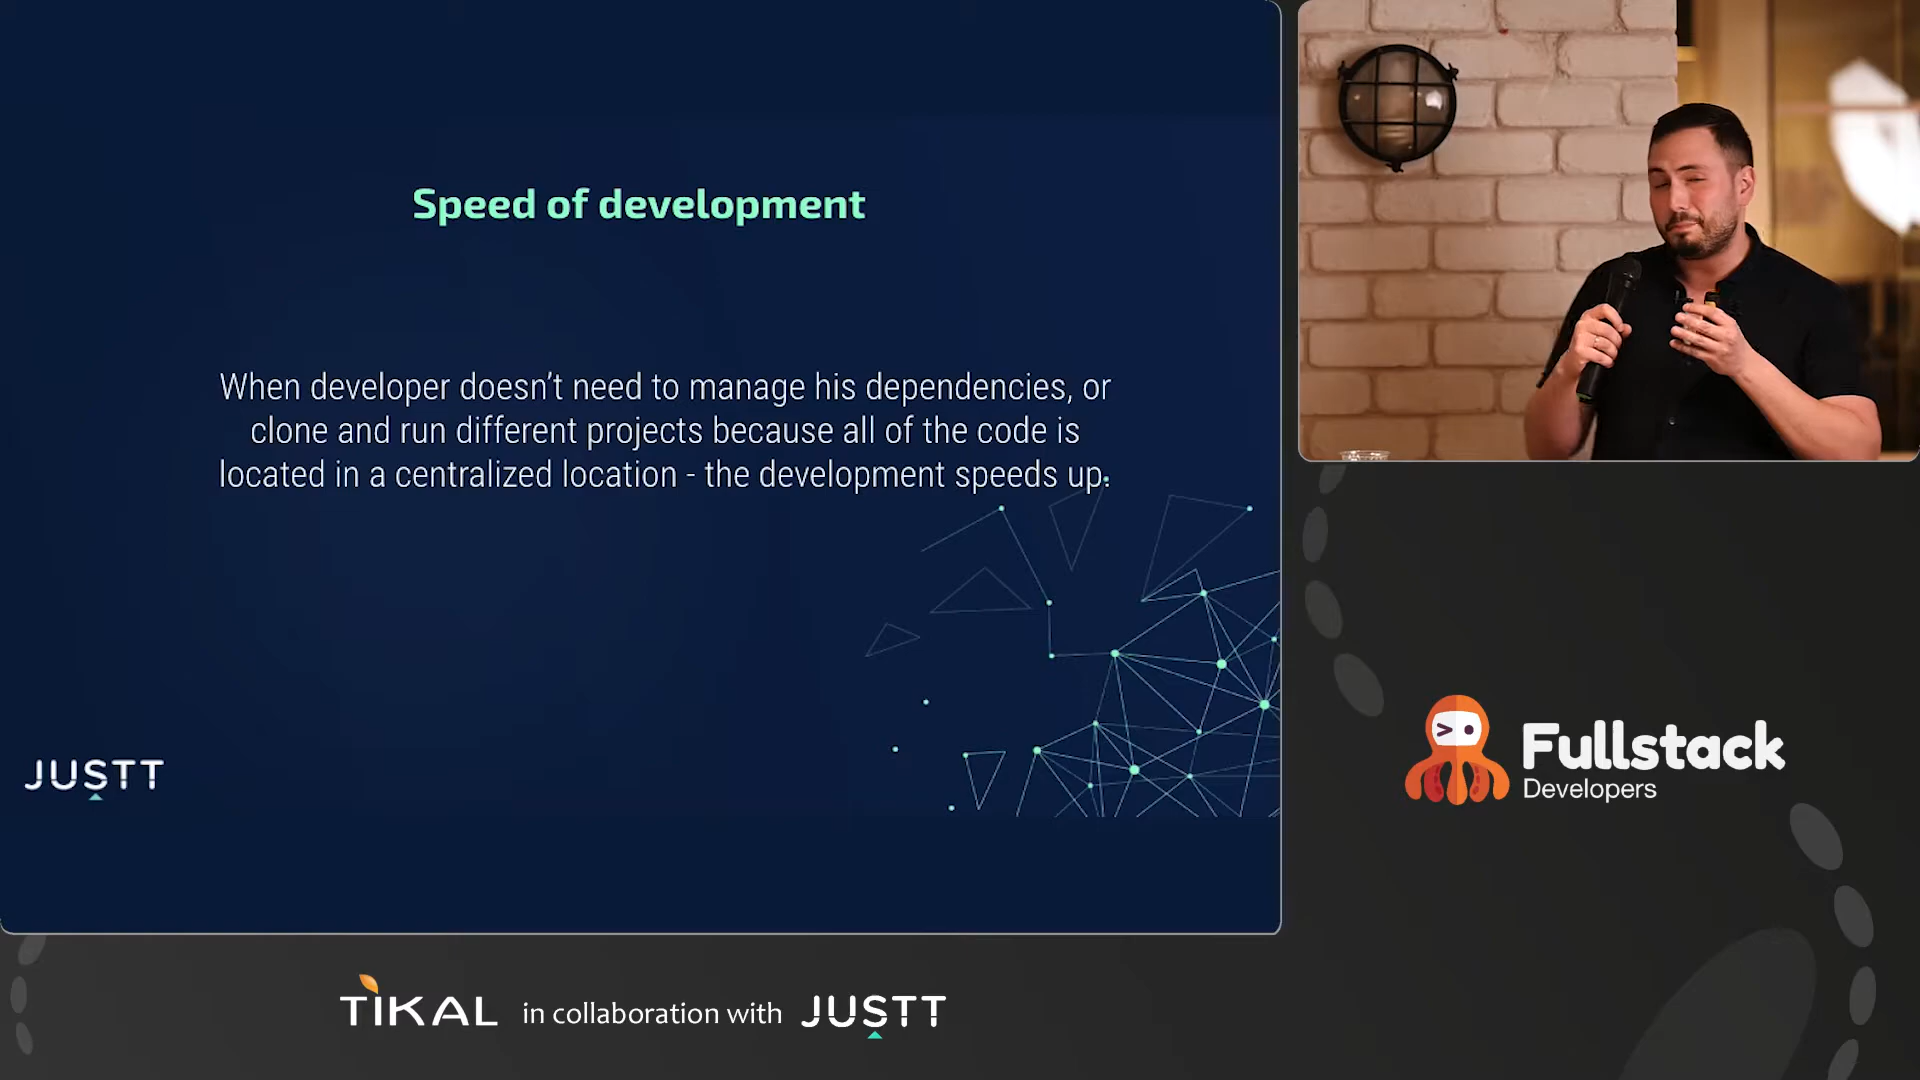 Speed of development
When developer doesn’t need to manage his dependencies, or
clone and run different projects because all of the code is
located in a centralized location - the development speeds up.
JUSTT
Fullstack
Developers
TIKAL in collaboration with JUSTT